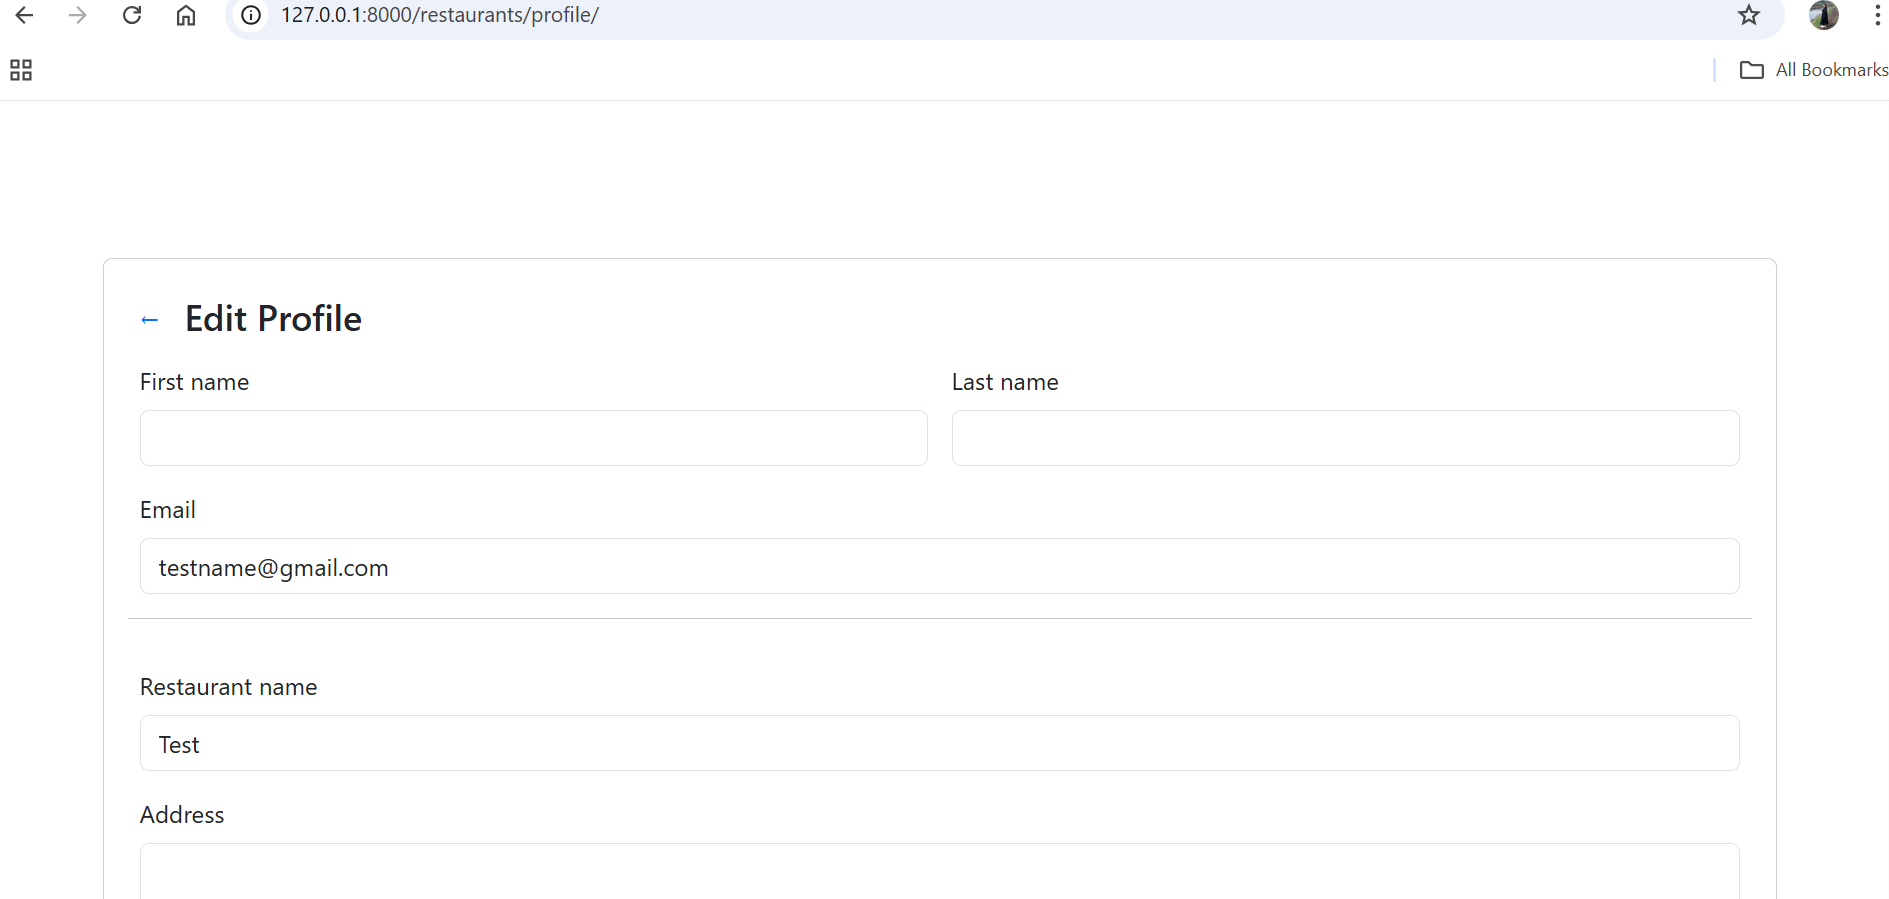 127.0.0.1:8000/restaurants/profile/
All Bookmarks
← Edit Profile
First name Last name
Email
testname@gmail.com
Restaurant name
Test
Address